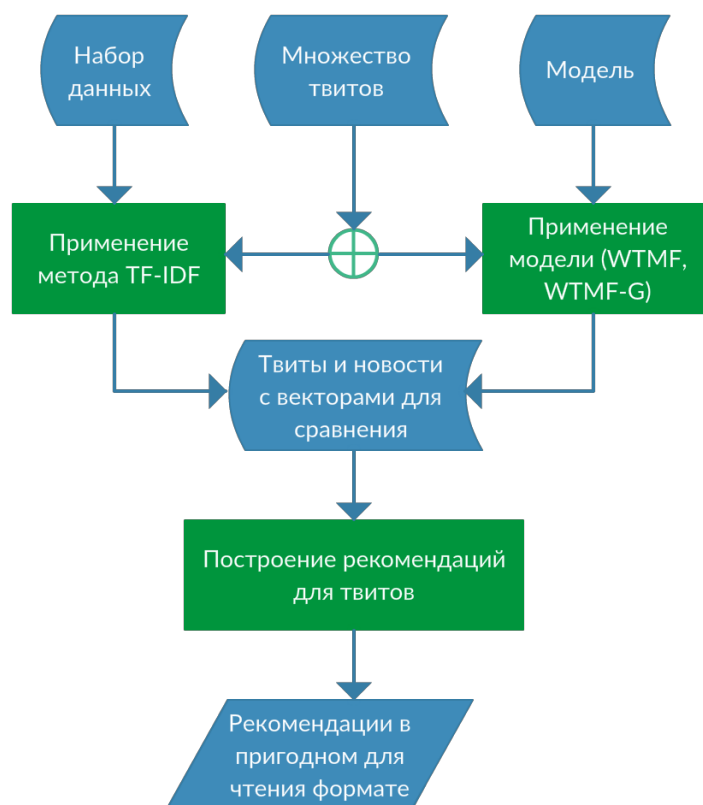 Набор
данных
Множество
твитов
Модель
Применение
метода TF-IDF
Применение
модели (WTMF,
WTMF-G)
Твиты и новости
с векторами для
сравнения
Построение рекомендаций
для твитов
Рекомендации в
пригодном для
чтения формате